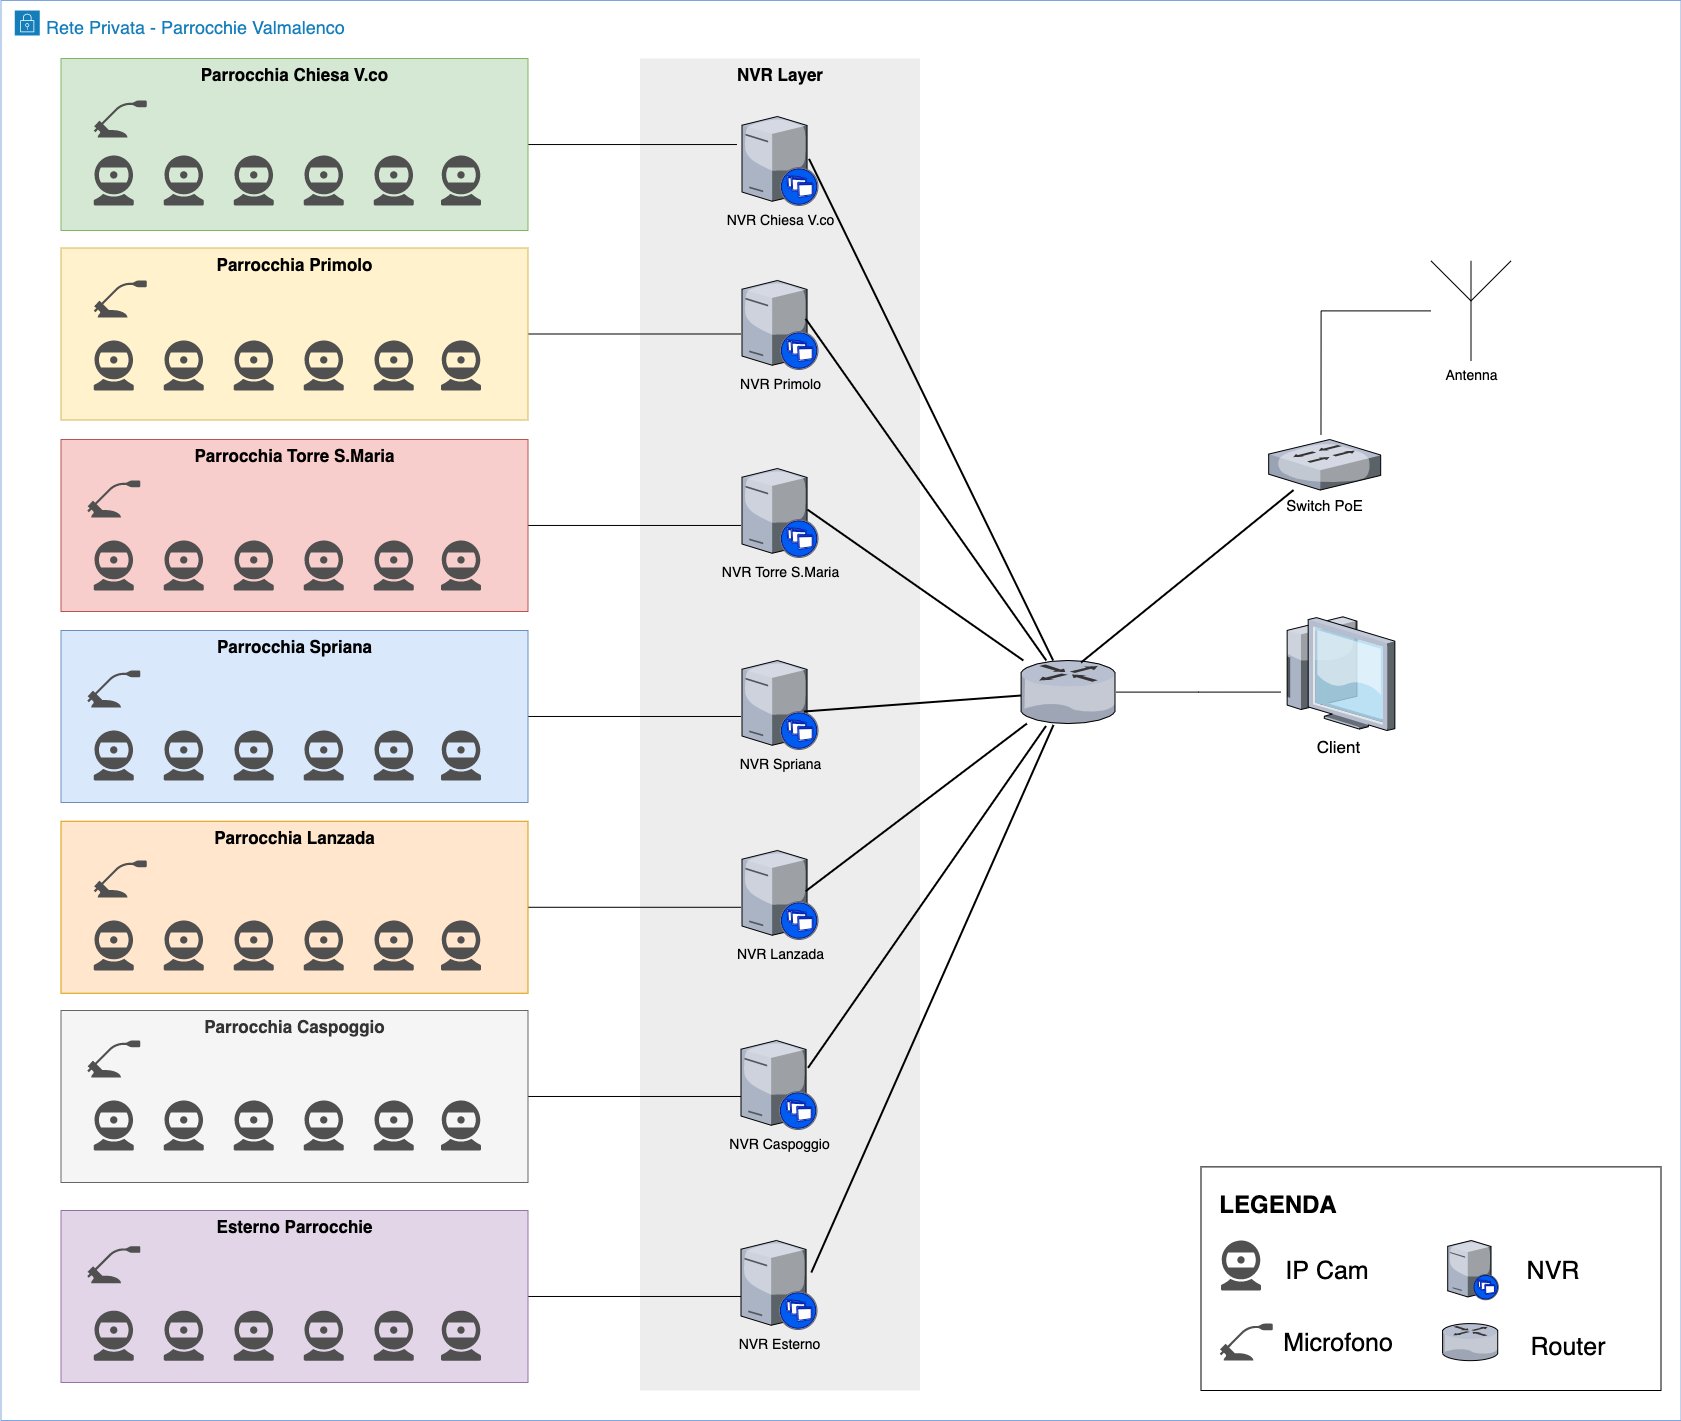 Rete Privata - Parrocchie Valmalenco
Parrocchia Chiesa V.co
NVR Layer
NVR Chiesa V.co
Parrocchia Primolo
NVR Primolo
Antenna
Parrocchia Torre S.Maria
NVR Torre S.Maria
Switch PoE
Parrocchia Spriana
NVR Spriana
Client
Parrocchia Lanzada
NVR Lanzada
Parrocchia Caspoggio
NVR Caspoggio
Esterno Parrocchie
NVR Esterno
LEGENDA
IP Cam
NVR
Microfono
Router